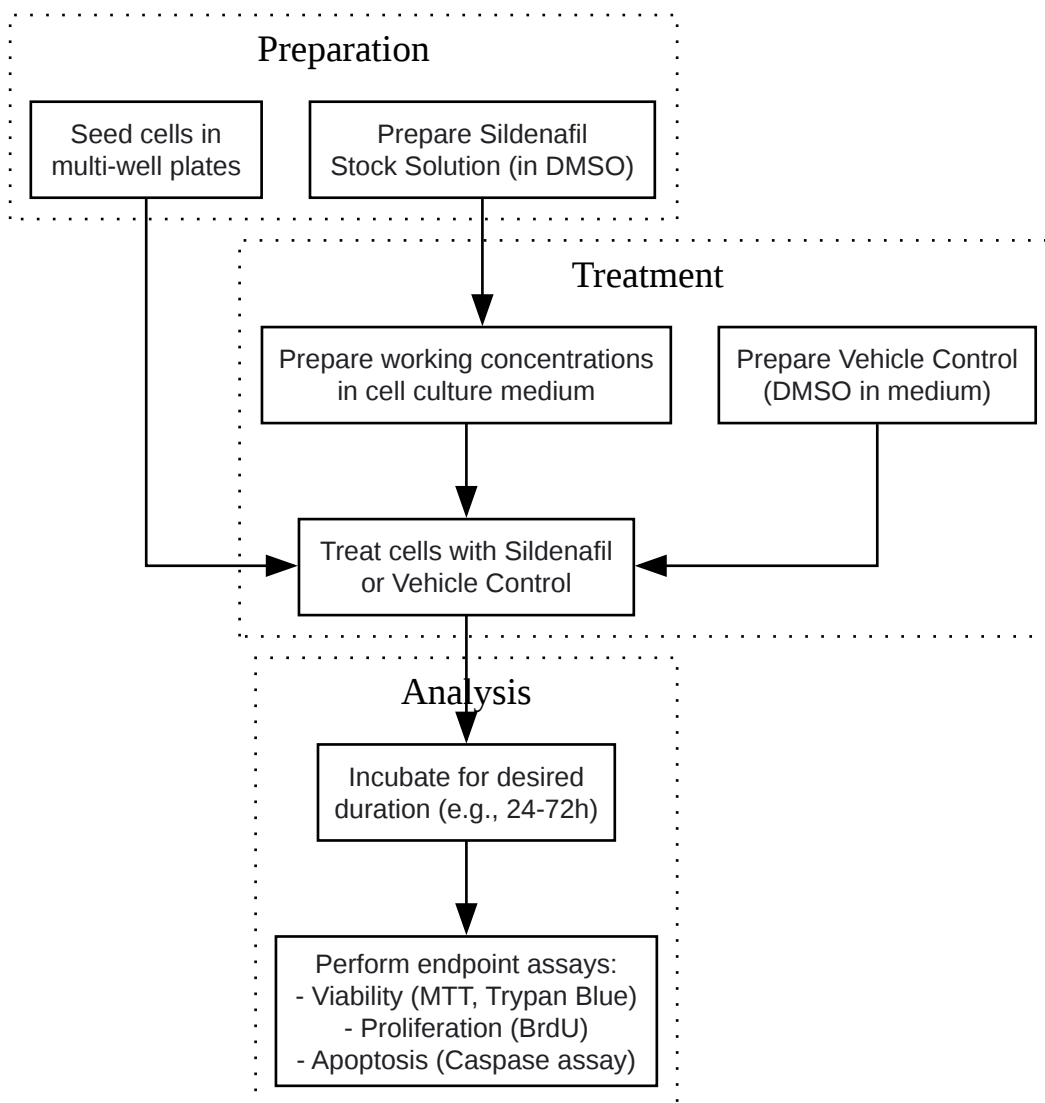 Preparation
Seed cells in
multi-well plates
Prepare Sildenafil
Stock Solution (in DMSO)
Treatment
Prepare working concentrations
in cell culture medium
Prepare Vehicle Control
(DMSO in medium)
Treat cells with Sildenafil
or Vehicle Control
Analysis
Incubate for desired
duration (e.g., 24-72h)
Perform endpoint assays:
- Viability (MTT, Trypan Blue)
- Proliferation (BrdU)
- Apoptosis (Caspase assay)